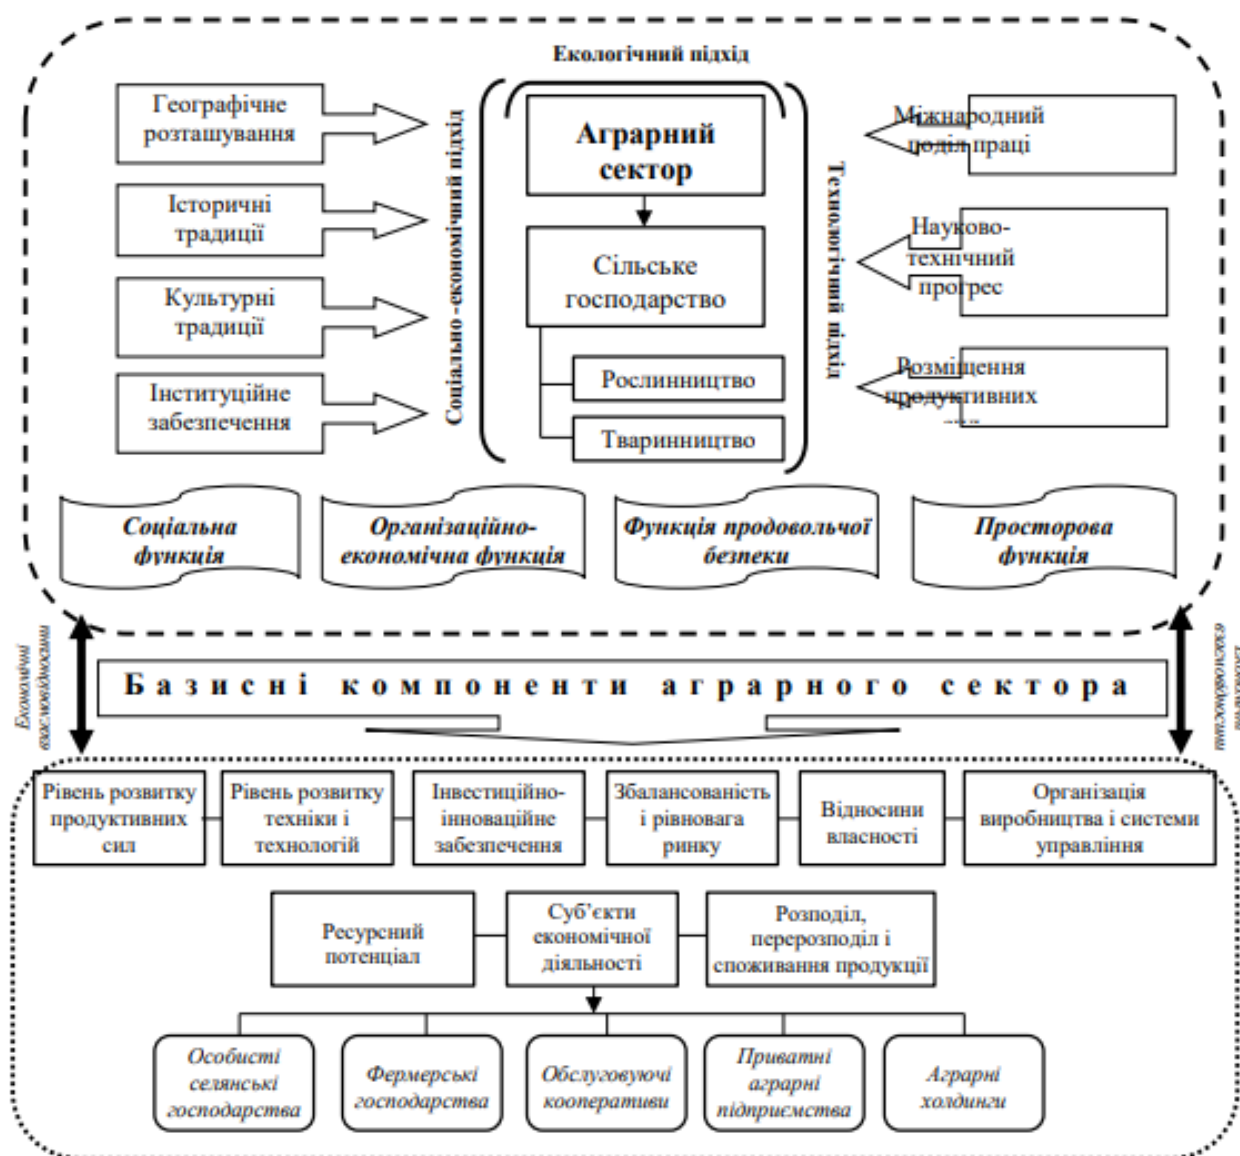 Екологічний підхід
Географічне
розташування
Історичні
традиції
Культурні
традиції
Інституційне
забезпечення
Соціально-економічний підхід
Аграрний
сектор
Сільське
господарство
Рослинництво
Тваринництво
Технологічний підхід
Міжнародний
поділ праці
Науково-
технічний
прогрес
Розміщення
продуктивних
Соціальна
функція
Організаційно-
економічна функція
Функція продовольчої
безпеки
Просторова
функція
Економічні
взаємовідносини
Базисні компоненти аграрного сектора
взаємовідносини
Рівень розвитку
продуктивних
сил
Рівень розвитку
техніки і
технологій
Інвестиційно-
інноваційне
забезпечення
Збалансованість
і рівновага
ринку
Відносини
власності
Організація
виробництва і системи
управління
Ресурсний
потенціал
Суб’єкти
економічної
діяльності
Розподіл,
перерозподіл і
споживання продукції
Особисті
селянські
господарства
Фермерські
господарства
Обслуговуючі
кооперативи
Приватні
аграрні
підприємства
Аграрні
холдинги